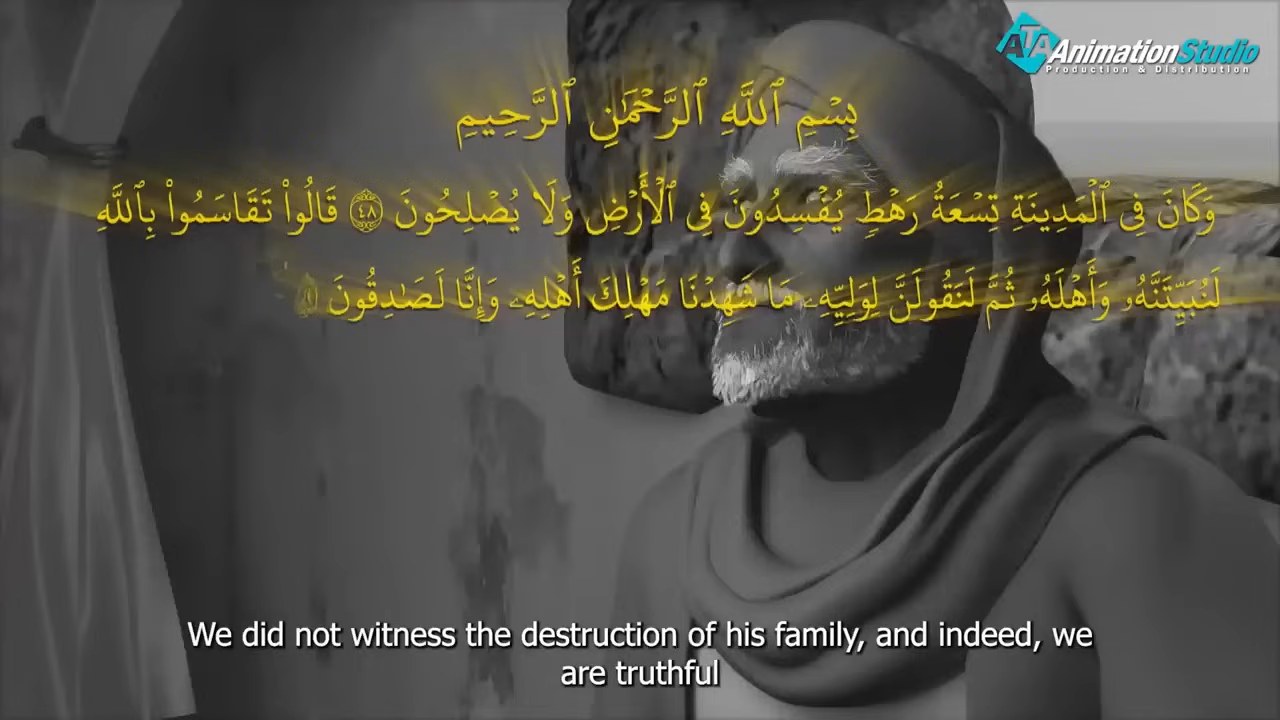 ATA AnimationStudio
Production & Distribution
بِسْمِ ٱللَّهِ ٱلرَّحْمَـٰنِ ٱلرَّحِيمِ
وَكَانَ فِى ٱلْمَدِينَةِ تِسْعَةُ رَهْطٍ يُفْسِدُونَ فِى ٱلْأَرْضِ وَلَا يُصْلِحُونَ ٤٨ قَالُوا۟ تَقَاسَمُوا۟ بِٱللَّهِ
لَنُبَيِّتَنَّهُۥ وَأَهْلَهُۥ ثُمَّ لَنَقُولَنَّ لِوَلِيِّهِۦ مَا شَهِدْنَا مَهْلِكَ أَهْلِهِۦ وَإِنَّا لَصَـٰدِقُونَ
We did not witness the destruction of his family, and indeed, we
are truthful